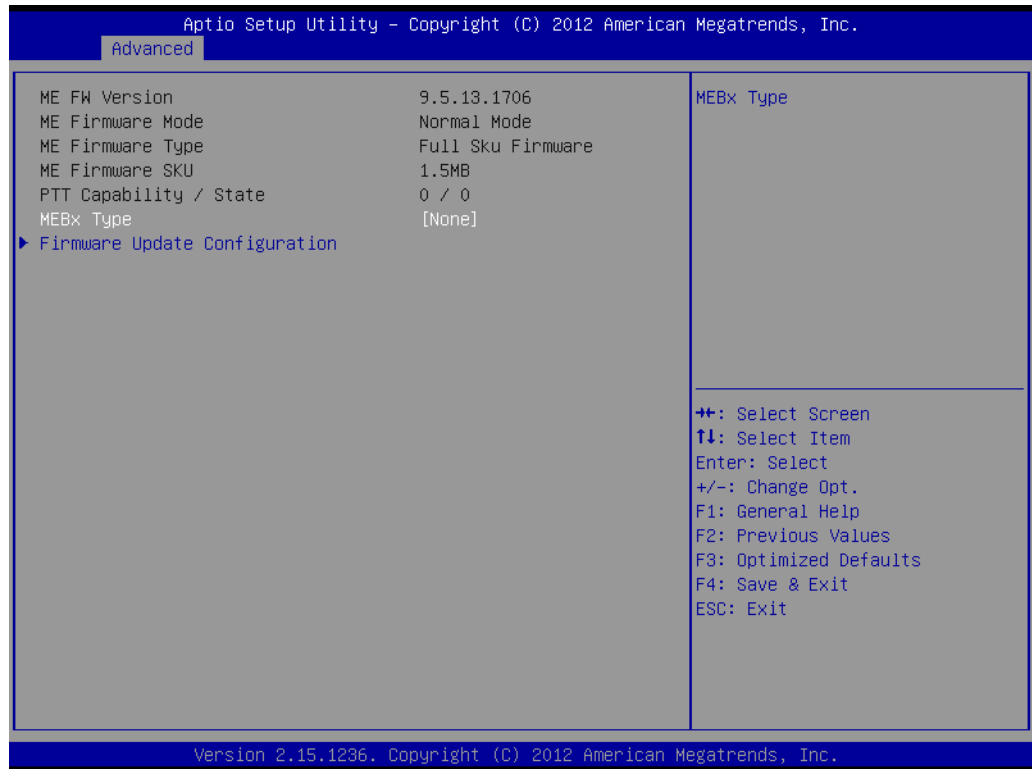 Aptio Setup Utility – Copyright (C) 2012 American Megatrends, Inc.
Advanced
ME FW Version 9.5.13.1706
ME Firmware Mode Normal Mode
ME Firmware Type Full Sku Firmware
ME Firmware SKU 1.5MB
PTT Capability / State 0 / 0
MEBx Type [None]
Firmware Update Configuration
MEBx Type
→←: Select Screen
↑↓: Select Item
Enter: Select
+/-: Change Opt.
F1: General Help
F2: Previous Values
F3: Optimized Defaults
F4: Save & Exit
ESC: Exit
Version 2.15.1236. Copyright (C) 2012 American Megatrends, Inc.